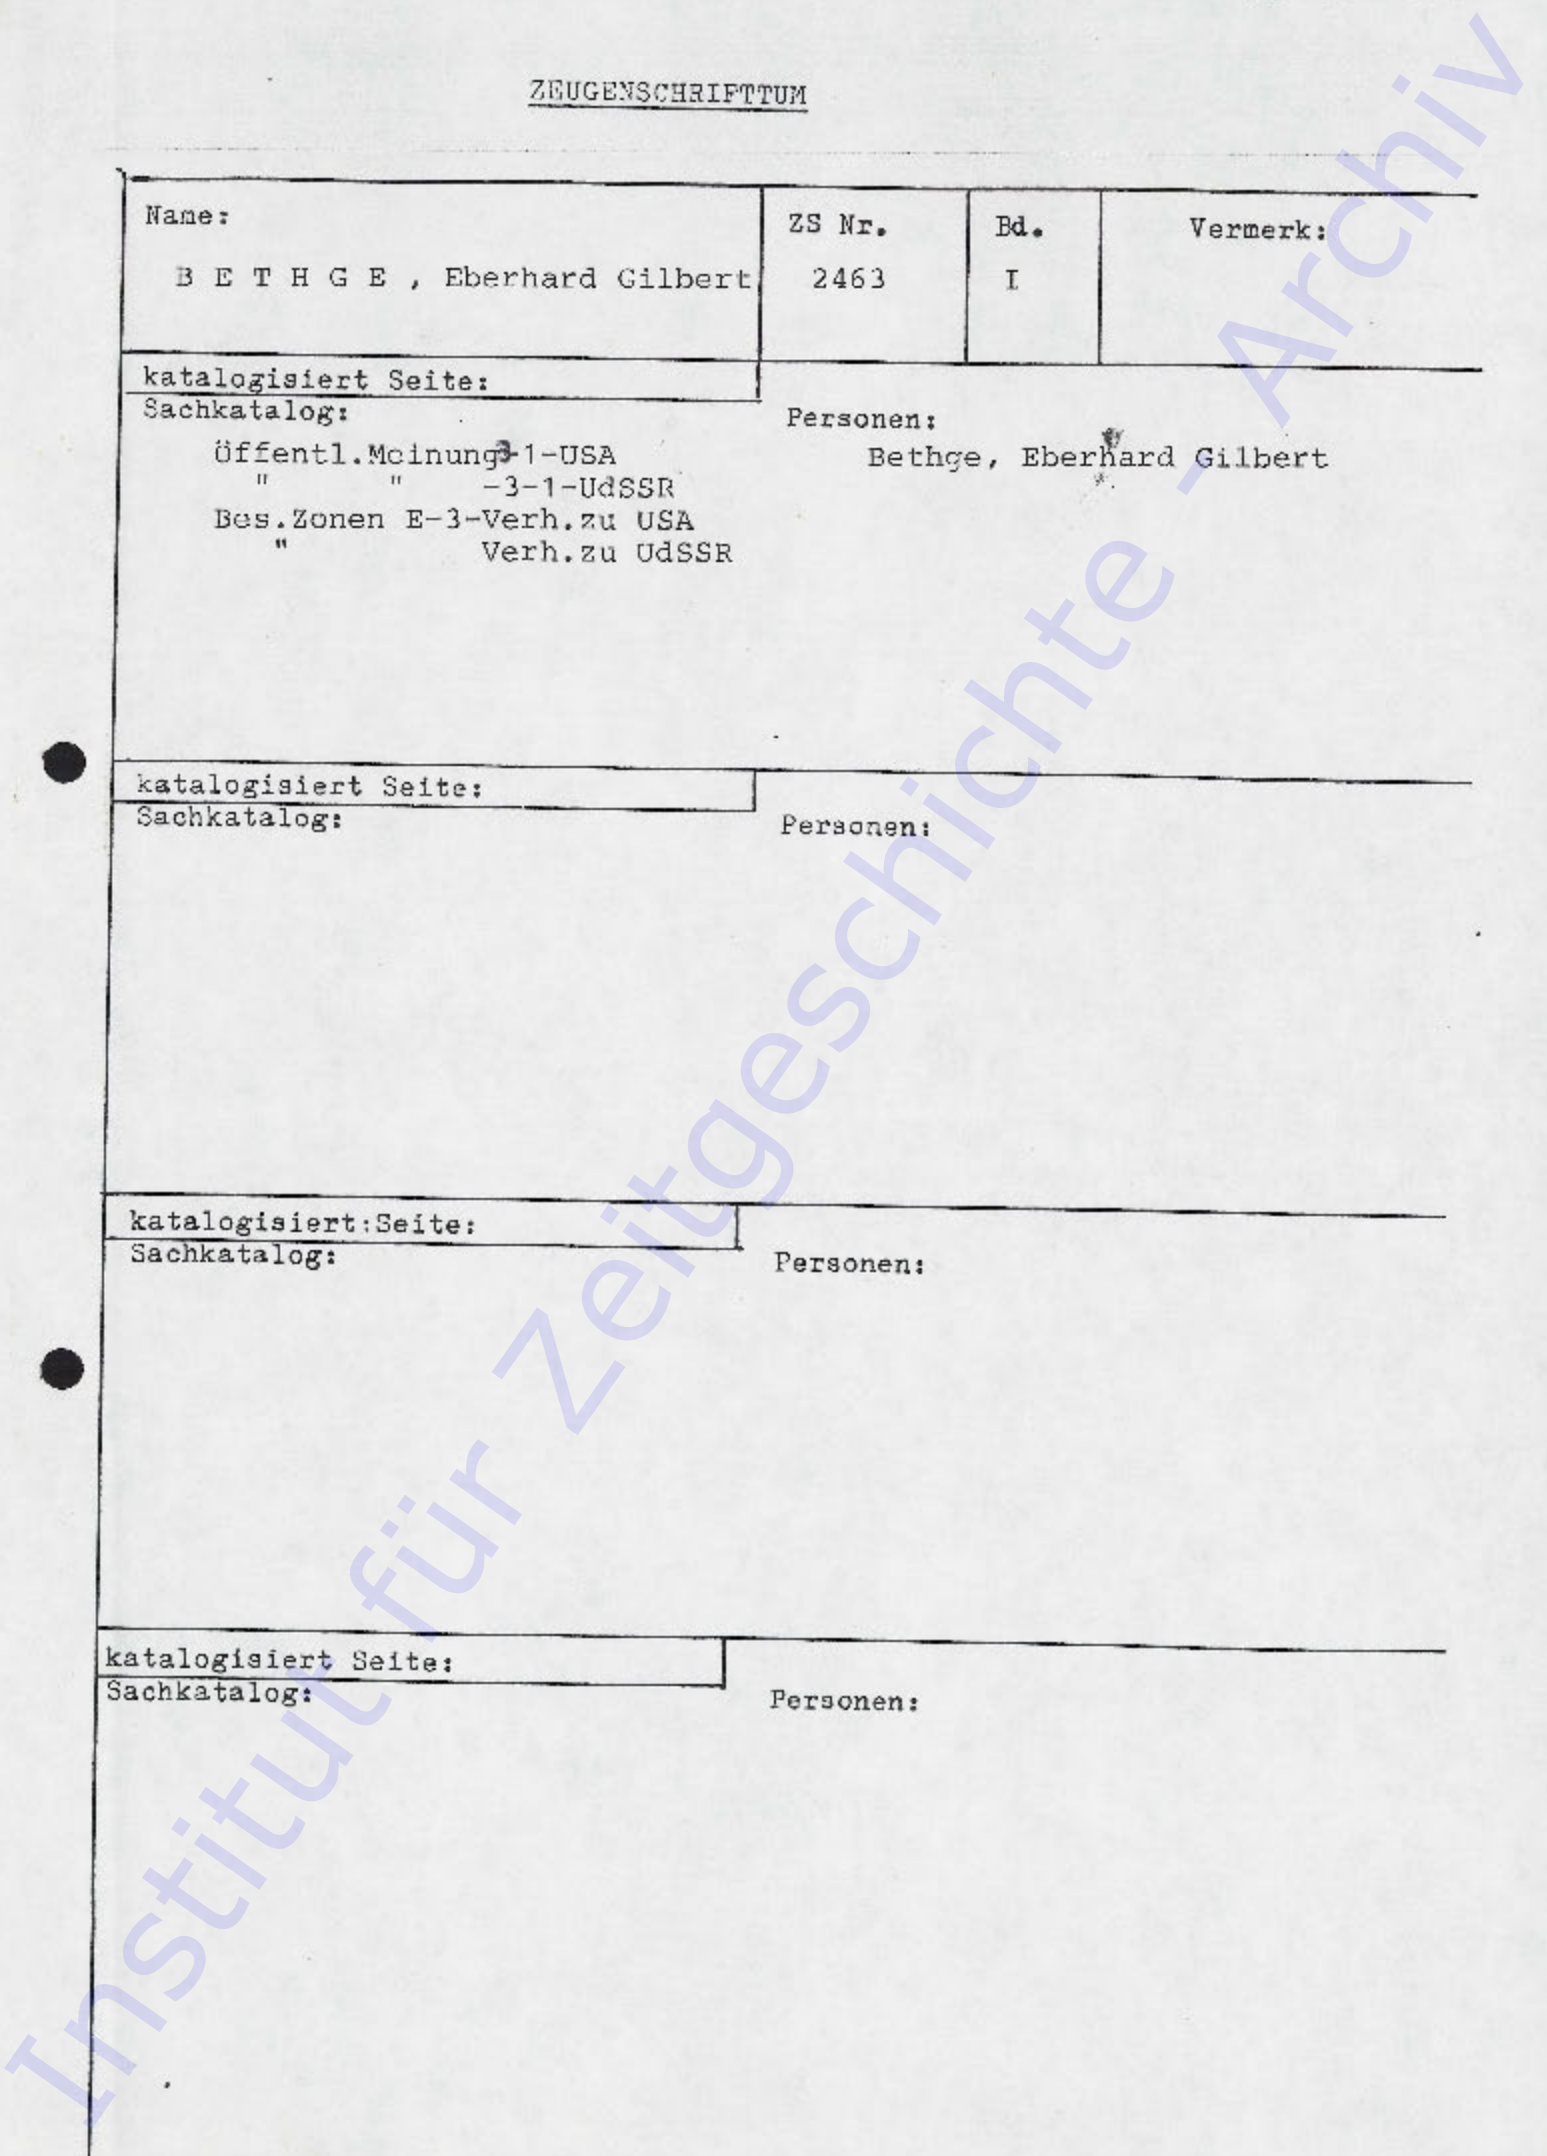 ZEUGENSCHRIFTTUM
Name:
ZS Nr.
Bd.
Vermerk:
B E T H G E , Eberhard Gilbert
2463
I
katalogisiert Seite:
Sachkatalog:
Personen:
Öffentl.Meinung-3-1-USA
Bethge, Eberhard Gilbert
" " -3-1-UdSSR
Bes.Zonen E-3-Verh.zu USA
" Verh.zu UdSSR
katalogisiert Seite:
Sachkatalog:
Personen:
katalogisiert:Seite:
Sachkatalog:
Personen:
katalogisiert Seite:
Sachkatalog:
Personen:
Institut für Zeitgeschichte - Archiv